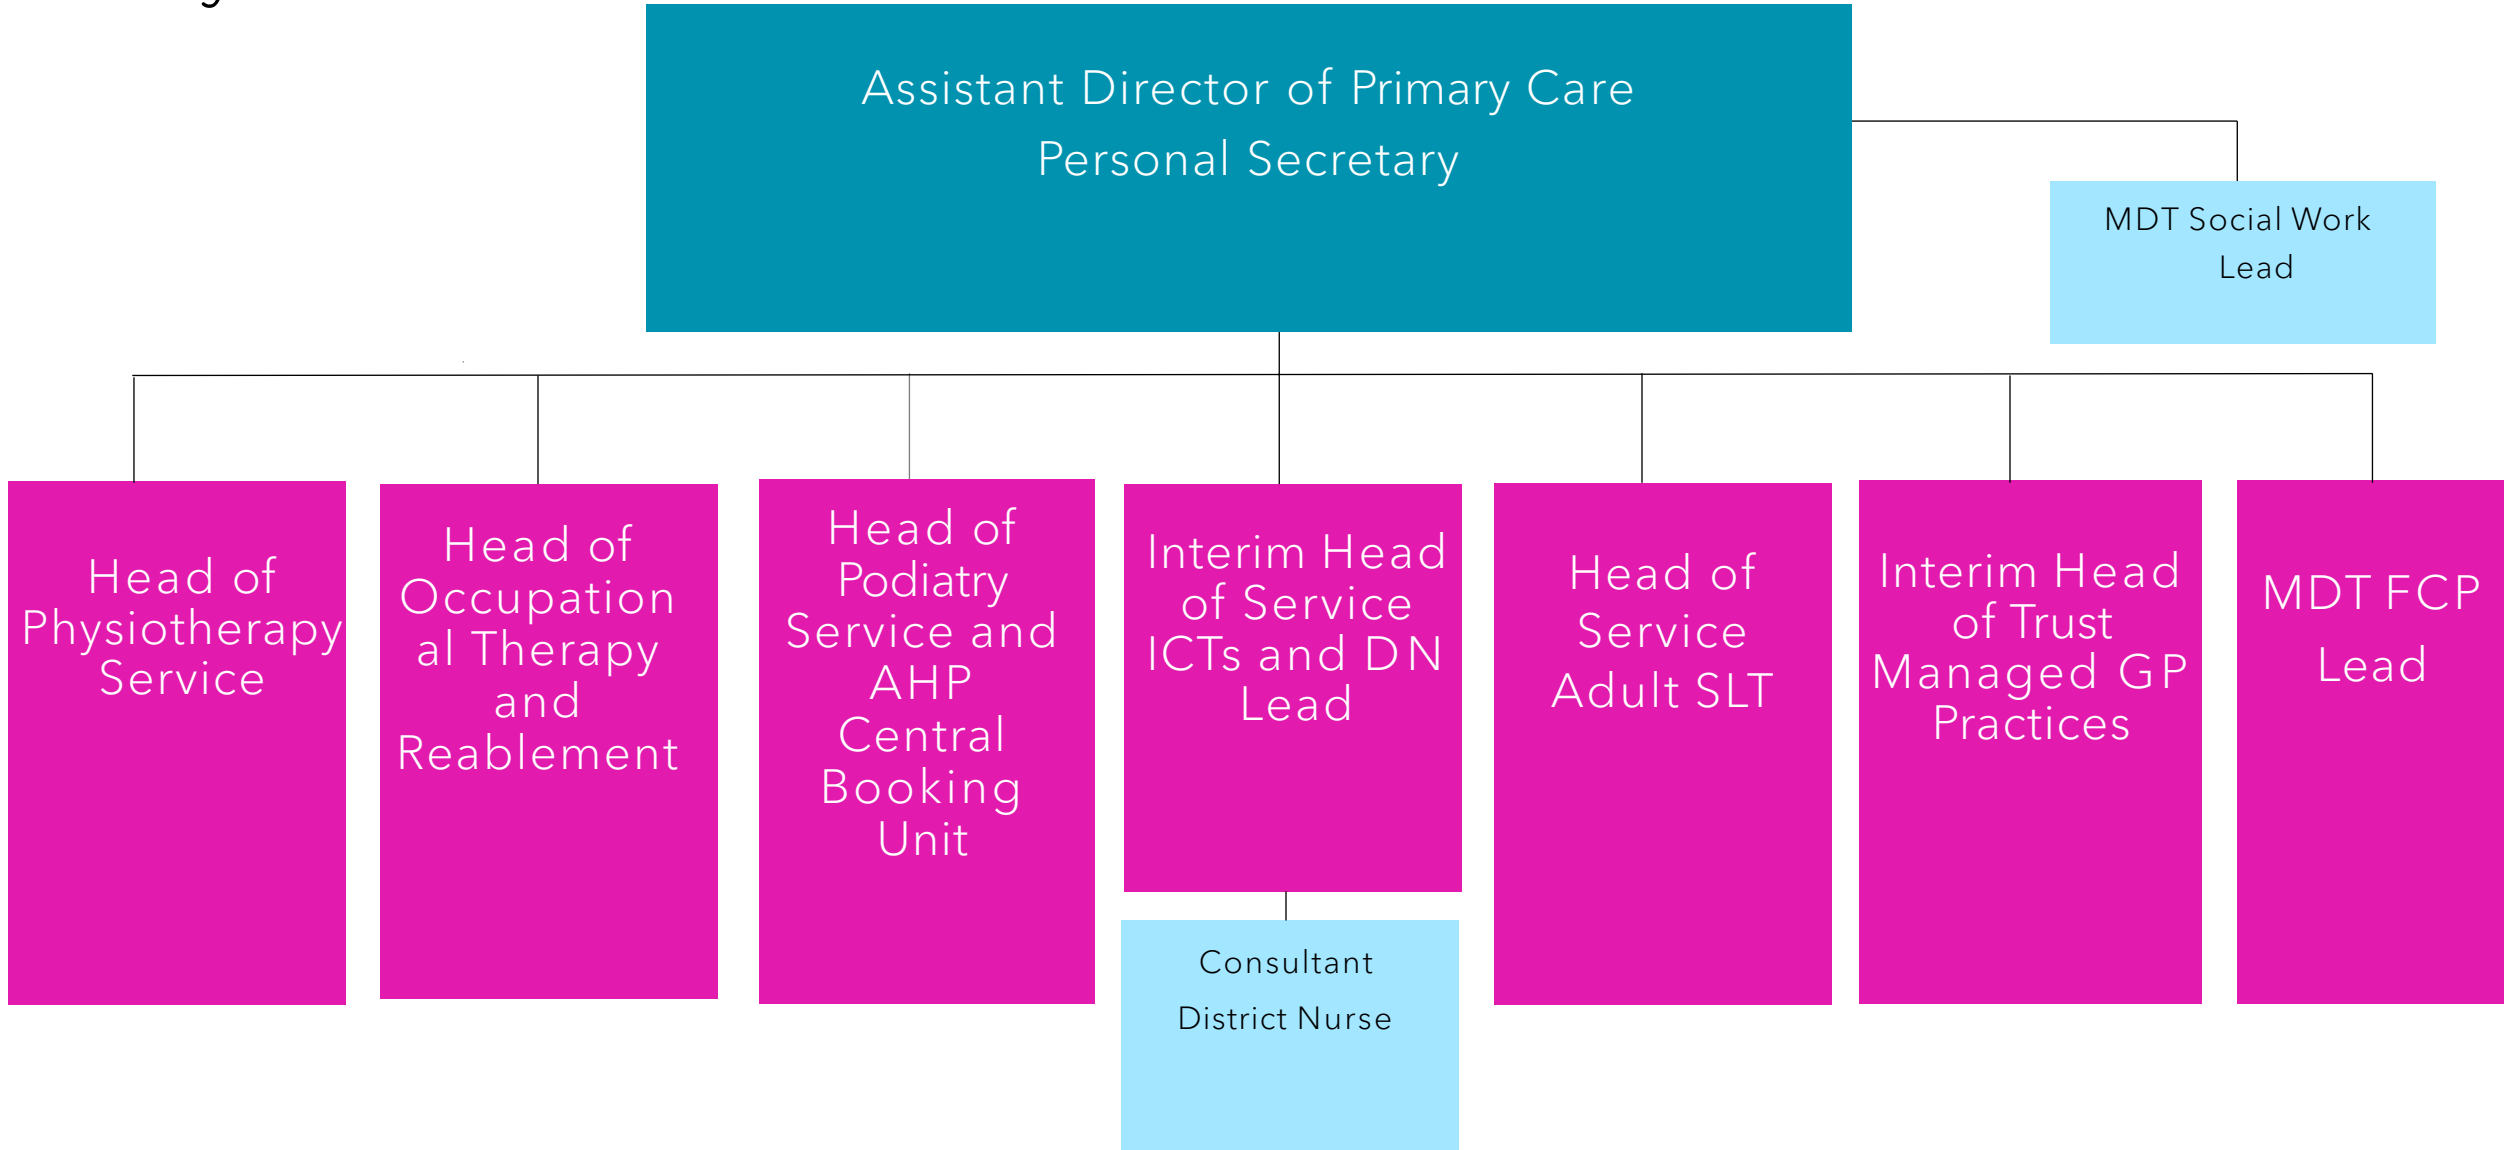 Assistant Director of Primary Care
Personal Secretary
MDT Social Work
Lead
Head of
Physiotherapy
Service
Head of
Occupation
al Therapy
and
Reablement
Head of
Podiatry
Service and
AHP
Central
Booking
Unit
Interim Head
of Service
ICTs and DN
Lead
Head of
Service
Adult SLT
Interim Head
of Trust
Managed GP
Practices
MDT FCP
Lead
Consultant
District Nurse